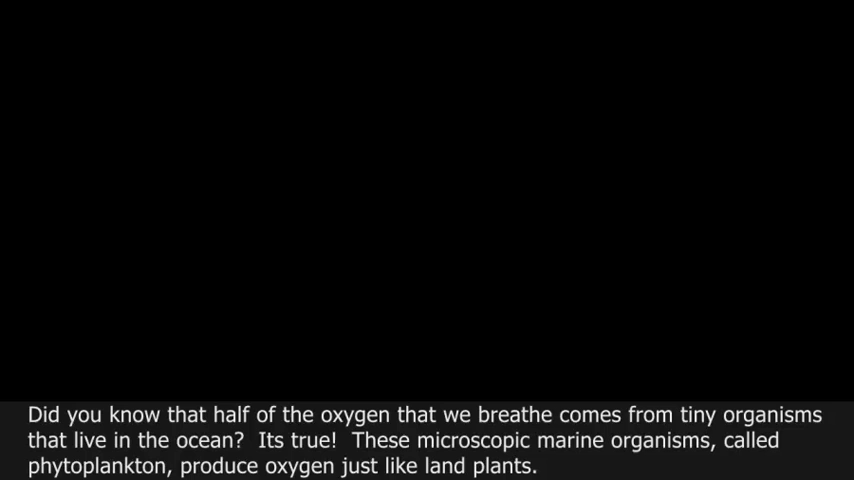 Did you know that half of the oxygen that we breathe comes from tiny organisms
that live in the ocean?  Its true!  These microscopic marine organisms, called
phytoplankton, produce oxygen just like land plants.